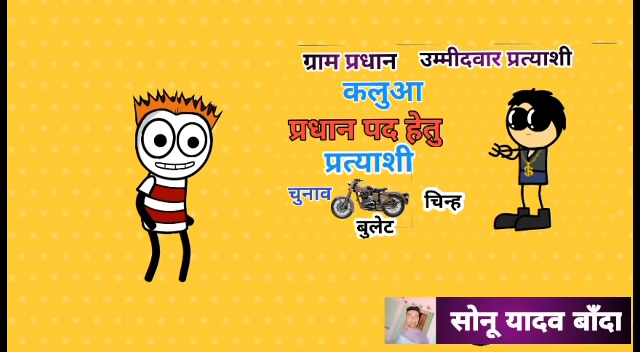 ग्राम प्रधान उम्मीदवार प्रत्याशी
कलुआ
प्रधान पद हेतु
प्रत्याशी
चुनाव चिन्ह
बुलेट
$
सोनू यादव बाँदा